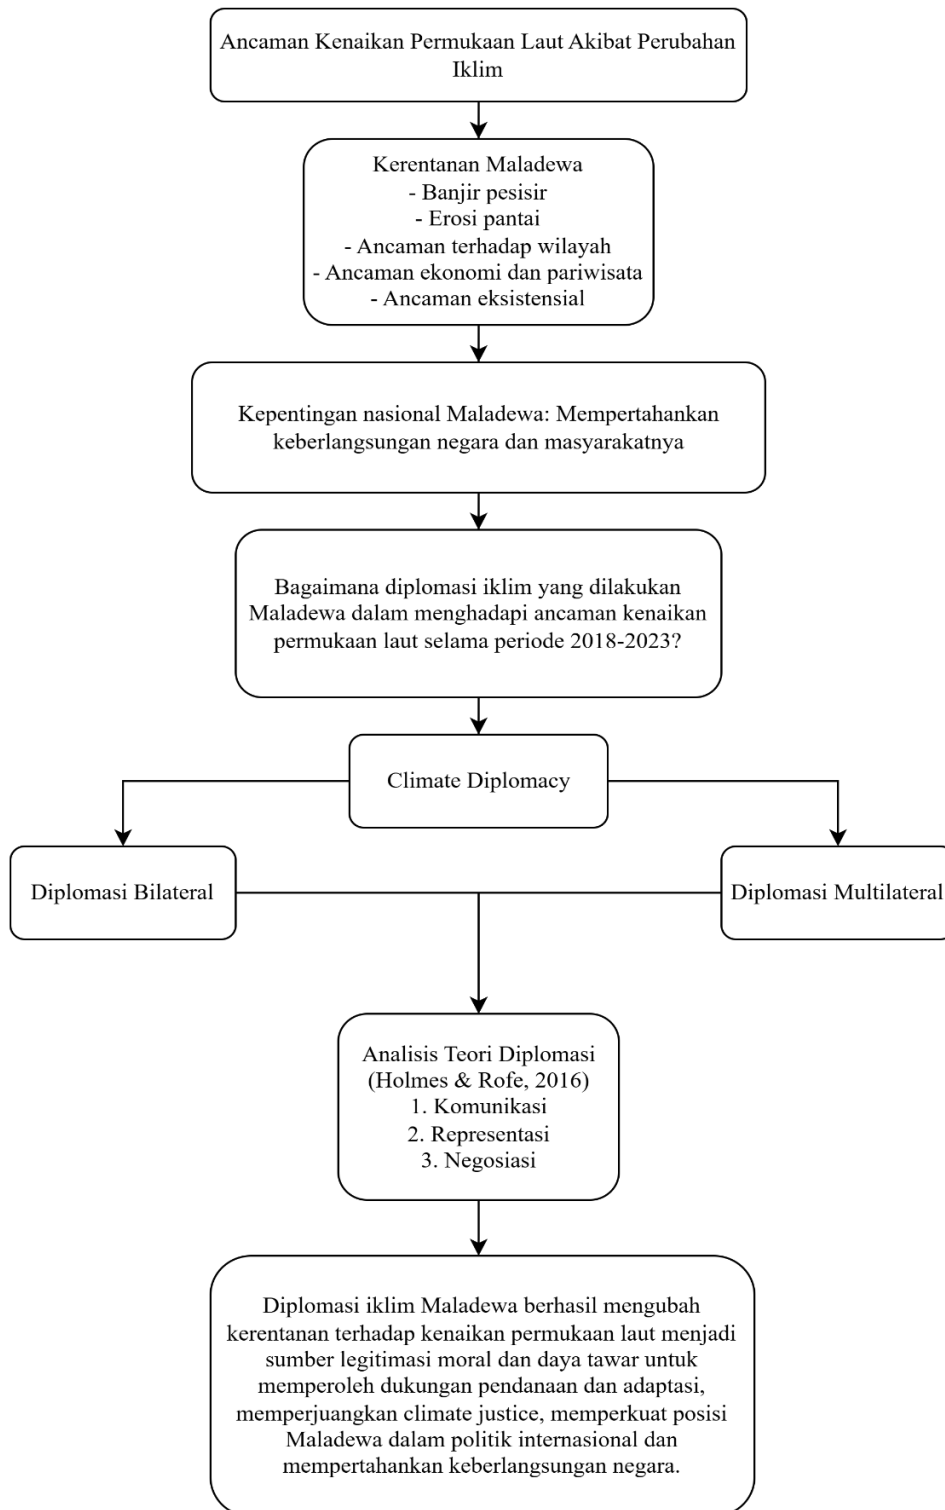 Ancaman Kenaikan Permukaan Laut Akibat Perubahan
Iklim
Kerentanan Maladewa
- Banjir pesisir
- Erosi pantai
- Ancaman terhadap wilayah
- Ancaman ekonomi dan pariwisata
- Ancaman eksistensial
Kepentingan nasional Maladewa: Mempertahankan
keberlangsungan negara dan masyarakatnya
Bagaimana diplomasi iklim yang dilakukan
Maladewa dalam menghadapi ancaman kenaikan
permukaan laut selama periode 2018-2023?
Climate Diplomacy
Diplomasi Bilateral
Diplomasi Multilateral
Analisis Teori Diplomasi
(Holmes & Rofe, 2016)
1. Komunikasi
2. Representasi
3. Negosiasi
Diplomasi iklim Maladewa berhasil mengubah
kerentanan terhadap kenaikan permukaan laut menjadi
sumber legitimasi moral dan daya tawar untuk
memperoleh dukungan pendanaan dan adaptasi,
memperjuangkan climate justice, memperkuat posisi
Maladewa dalam politik internasional dan
mempertahankan keberlangsungan negara.